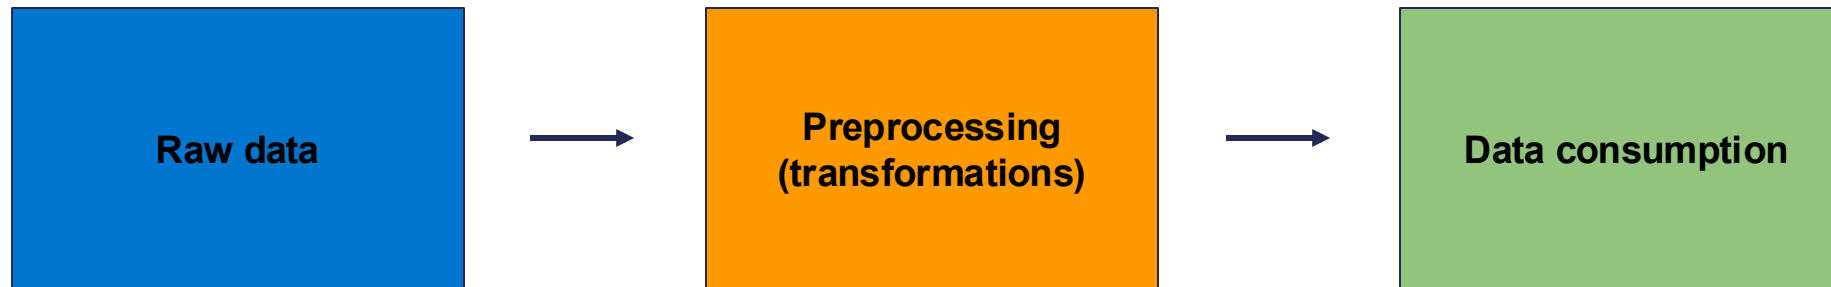 Raw data
Preprocessing
(transformations)
Data consumption